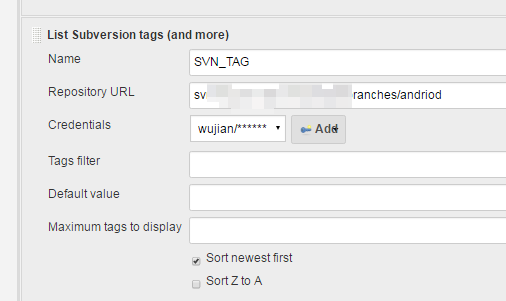 List Subversion tags (and more)
Name
SVN_TAG
Repository URL
sv ranches/andriod
Credentials
wujian/******
Add
Tags filter
Default value
Maximum tags to display
Sort newest first
Sort Z to A